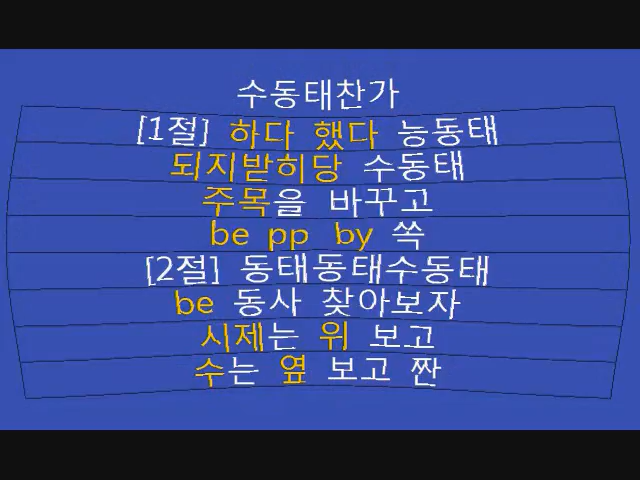 수동태찬가
[1절] 하다 했다 능동태
되지받히당 수동태
주목을 바꾸고
be pp by 쏙
[2절] 동태동태수동태
be 동사 찾아보자
시제는 위 보고
수는 옆 보고 짠